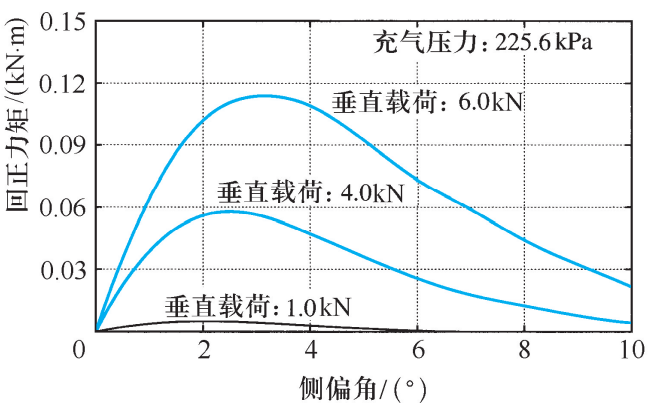 0.15
0.12
0.09
0.06
0.03
0
2
4
6
8
10
回正力矩/(kN·m)
侧偏角/(°)
充气压力:225.6kPa
垂直载荷:6.0kN
垂直载荷:4.0kN
垂直载荷:1.0kN